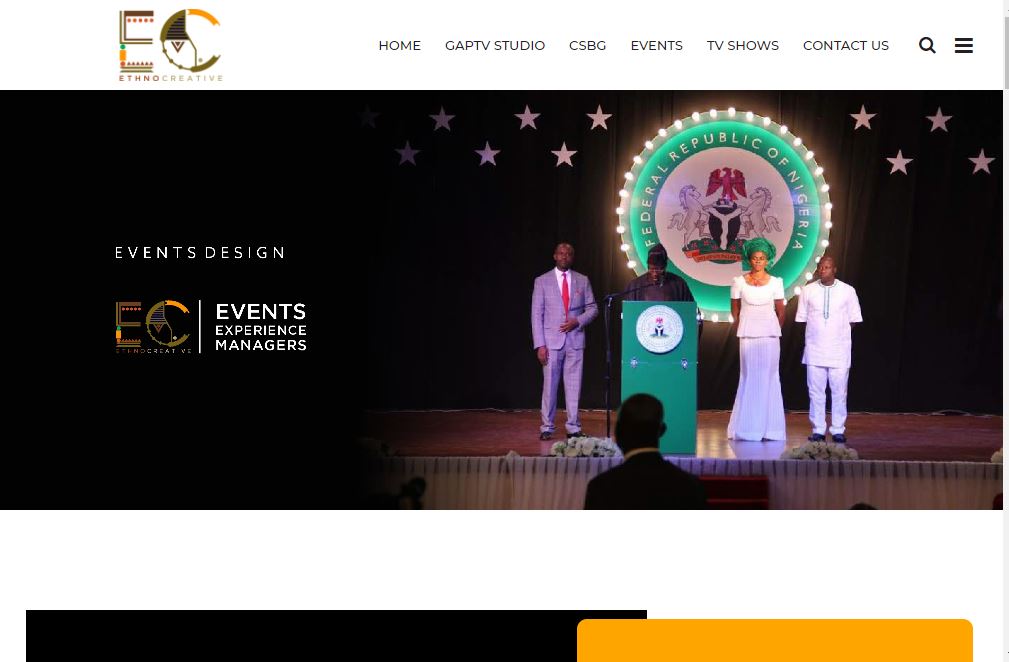 ETHNOCREATIVE
HOME
GAPTV STUDIO
CSBG
EVENTS
TV SHOWS
CONTACT US
FEDERAL REPUBLIC OF NIGERIA
EVENTS DESIGN
ETHNOCREATIVE
EVENTS
EXPERIENCE
MANAGERS